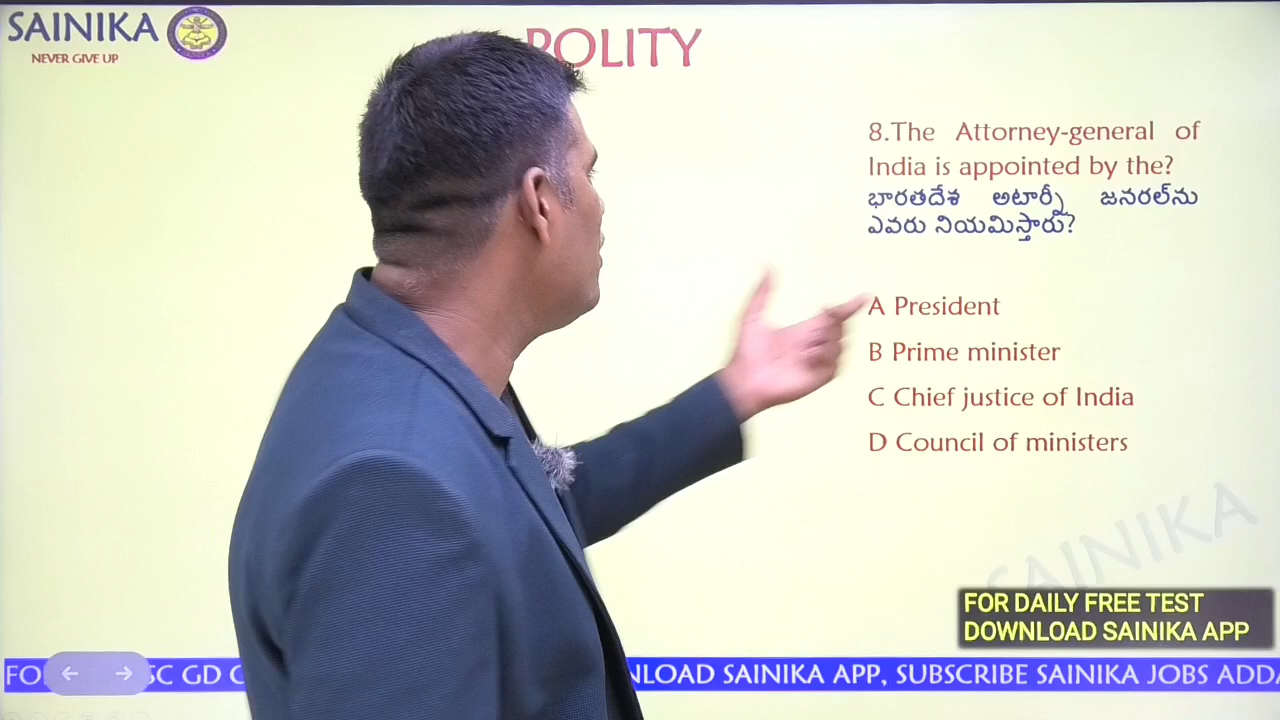 SAINIKA
NEVER GIVE UP
POLITY
8.The Attorney-general of
India is appointed by the?
భారతదేశ అటార్నీ జనరల్‌ను
ఎవరు నియమిస్తారు?
A President
B Prime minister
C Chief justice of India
D Council of ministers
SAINIKA
FOR DAILY FREE TEST
DOWNLOAD SAINIKA APP
GD SAINIKA APP, SUBSCRIBE SAINIKA JOBS